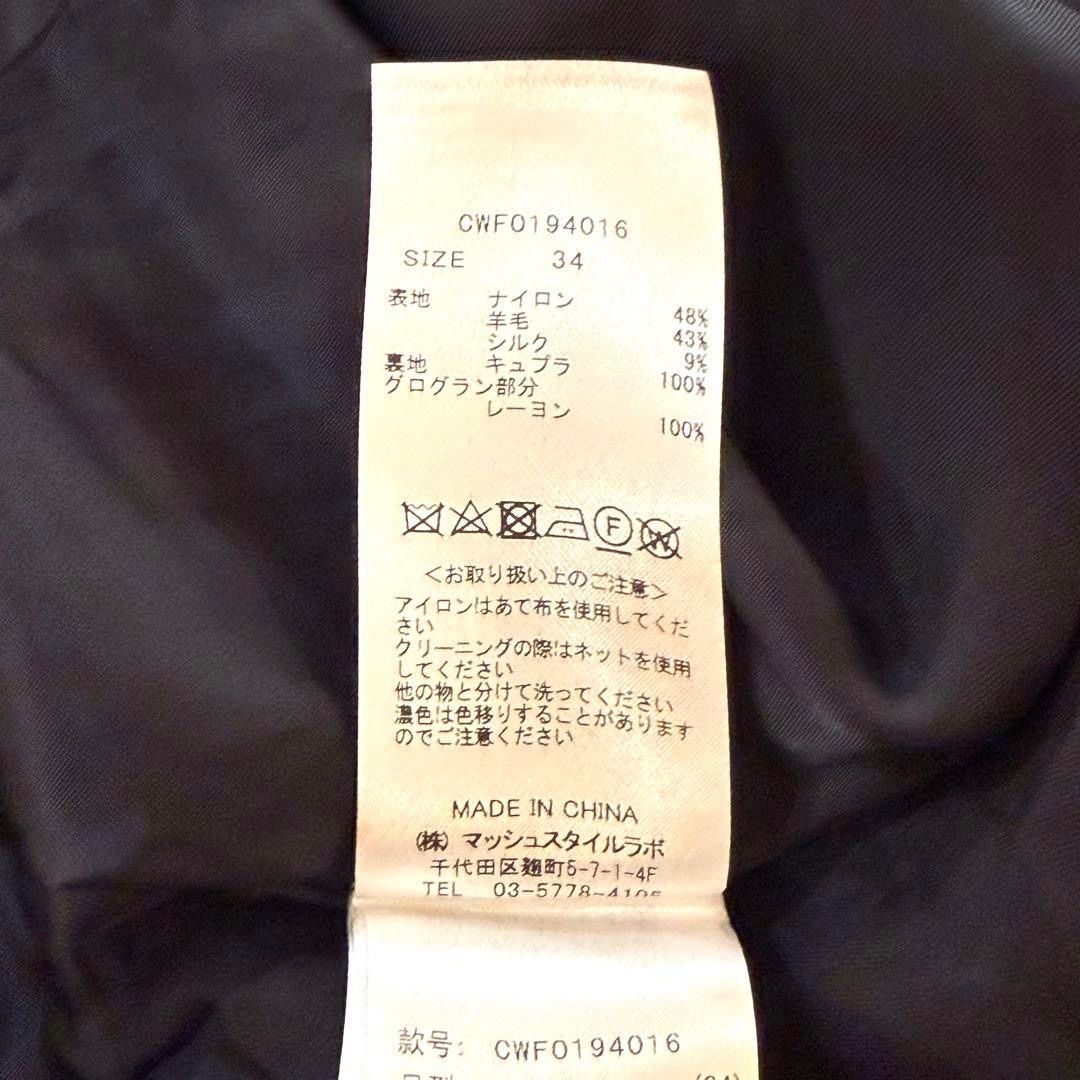 CWF0194016
SIZE 34
表地 ナイロン 48%
羊毛 43%
シルク 9%
裏地 キュプラ 100%
グログラン部分
レーヨン 100%
F
W
<お取り扱い上のご注意>
アイロンはあて布を使用してくだ
さい
クリーニングの際はネットを使用
してください
他の物と分けて洗ってください
濃色は色移りすることがあります
のでご注意ください
MADE IN CHINA
(株) マッシュスタイルラボ
千代田区麹町5-7-1-4F
TEL 03-5778-4105
款号: CWF0194016